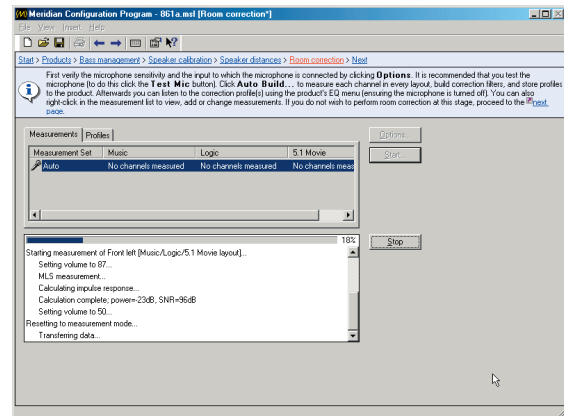 Meridian Configuration Program - 861a.msf [Room correction*]
File View Insert Help
Start > Products > Bass management > Speaker calibration > Speaker distances > Room correction > Next
First verify the microphone sensitivity and the input to which the microphone is connected by clicking Options. It is recommended that you test the
microphone (to do this click the Test Mic button). Click Auto Build... to measure each channel in every layout, build correction filters, and store profiles
to the product. Afterwards you can listen to the correction profile(s) using the product's EQ menu (ensuring the microphone is turned off). You can also
right-click in the measurement list to view, add or change measurements. If you do not wish to perform room correction at this stage, proceed to the next
page.
Measurements Profiles
Options...
Measurement Set Music Logic 5.1 Movie
Start...
Auto No channels measured No channels measured No channels meas
18%
Stop
Starting measurement of Front left [Music/Logic/5.1 Movie layout]...
Setting volume to 87...
MLS measurement...
Calculating impulse response...
Calculation complete; power=-23dB, SNR=96dB
Setting volume to 50...
Resetting to measurement mode...
Transferring data...